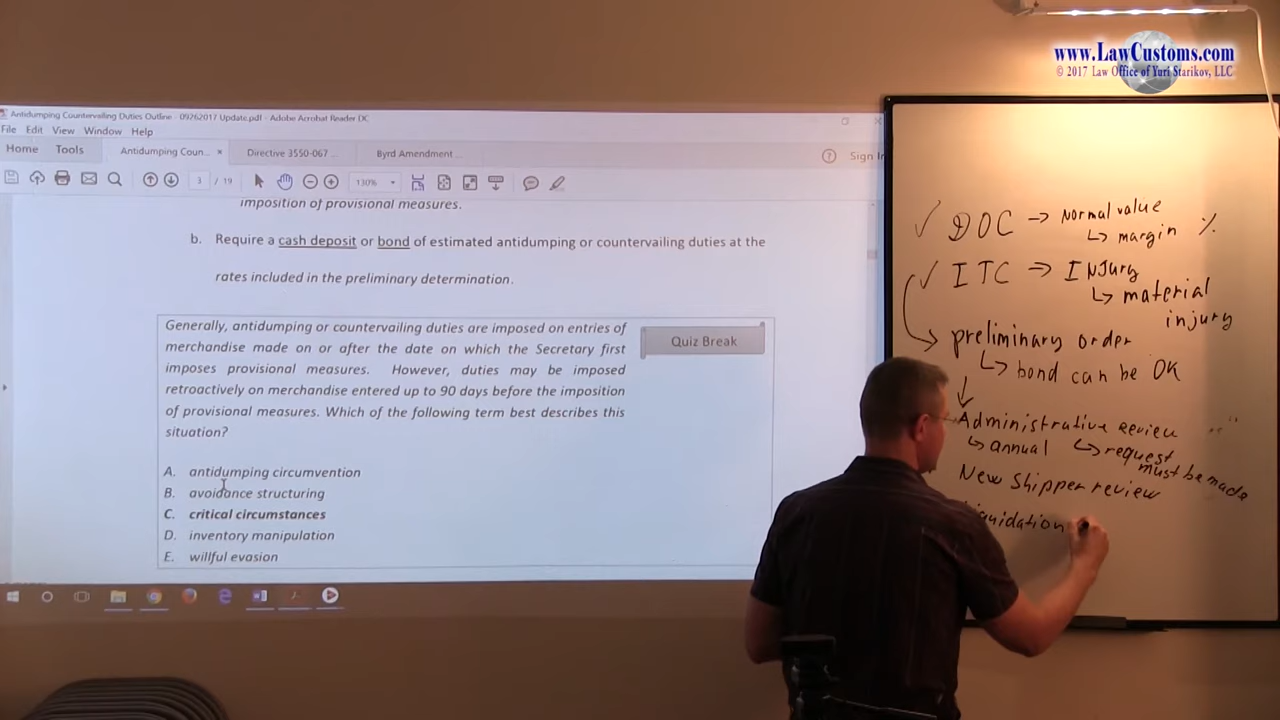 www.LawCustoms.com
© 2017 Law Office of Yuri Starikov, LLC
Antidumping Countervailing Duties Outline - 09262017 Update.pdf - Adobe Acrobat Reader DC
File Edit View Window Help
Home Tools Antidumping Coun... × Directive 3550-067 ... Byrd Amendment ... Sign In
3 / 19 130%
imposition of provisional measures.
b. Require a cash deposit or bond of estimated antidumping or countervailing duties at the
rates included in the preliminary determination.
Generally, antidumping or countervailing duties are imposed on entries of
merchandise made on or after the date on which the Secretary first
imposes provisional measures. However, duties may be imposed
retroactively on merchandise entered up to 90 days before the imposition
of provisional measures. Which of the following term best describes this
situation?
Quiz Break
A. antidumping circumvention
B. avoidance structuring
C. critical circumstances
D. inventory manipulation
E. willful evasion
✓ DOC → Normal value
↳ margin %
✓ ITC → INjury
↳ material
injury
→ preliminary order
↳ bond can be OK
↓
Administrative review
↳ annual ↳ request
must be made
New Shipper review